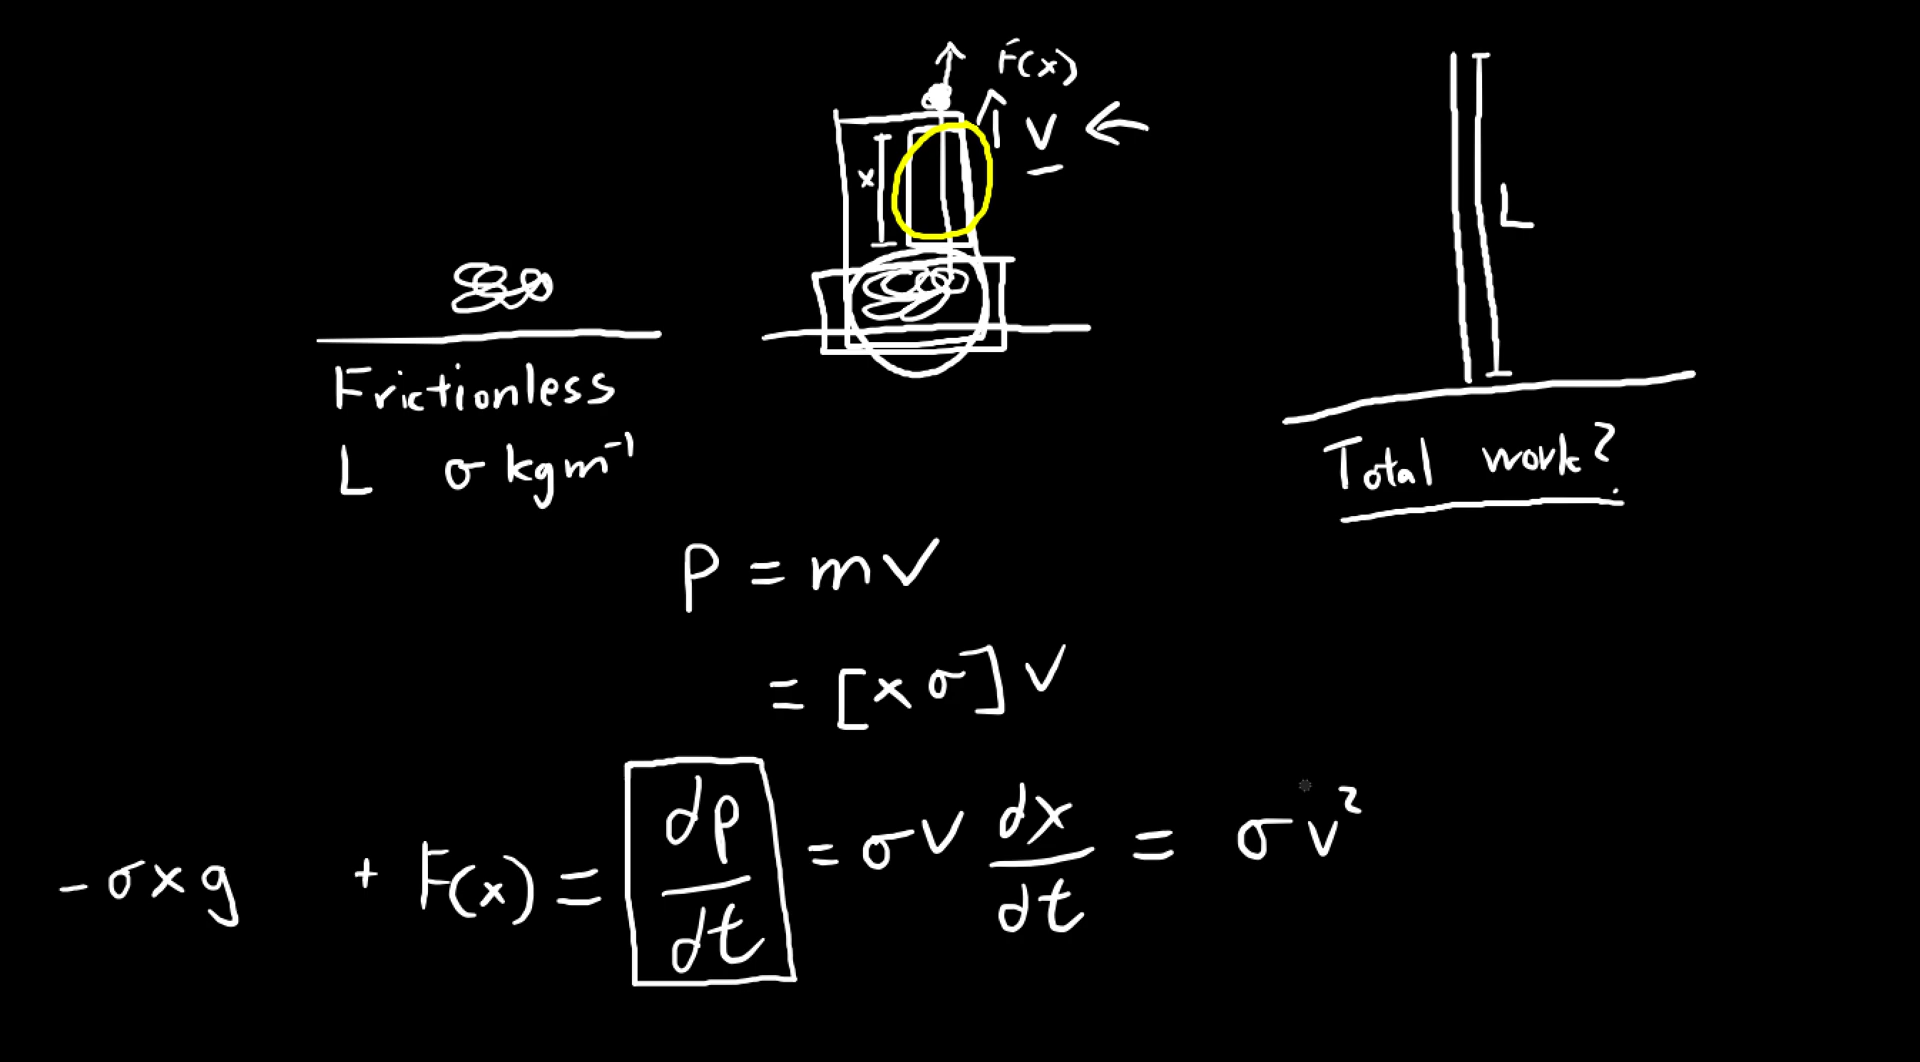 F(x)
V
x
L
Frictionless
L σ kgm⁻¹
Total work?
P = mv
= [xσ]v
-σxg + F(x) = dp/dt = σv dx/dt = σv²